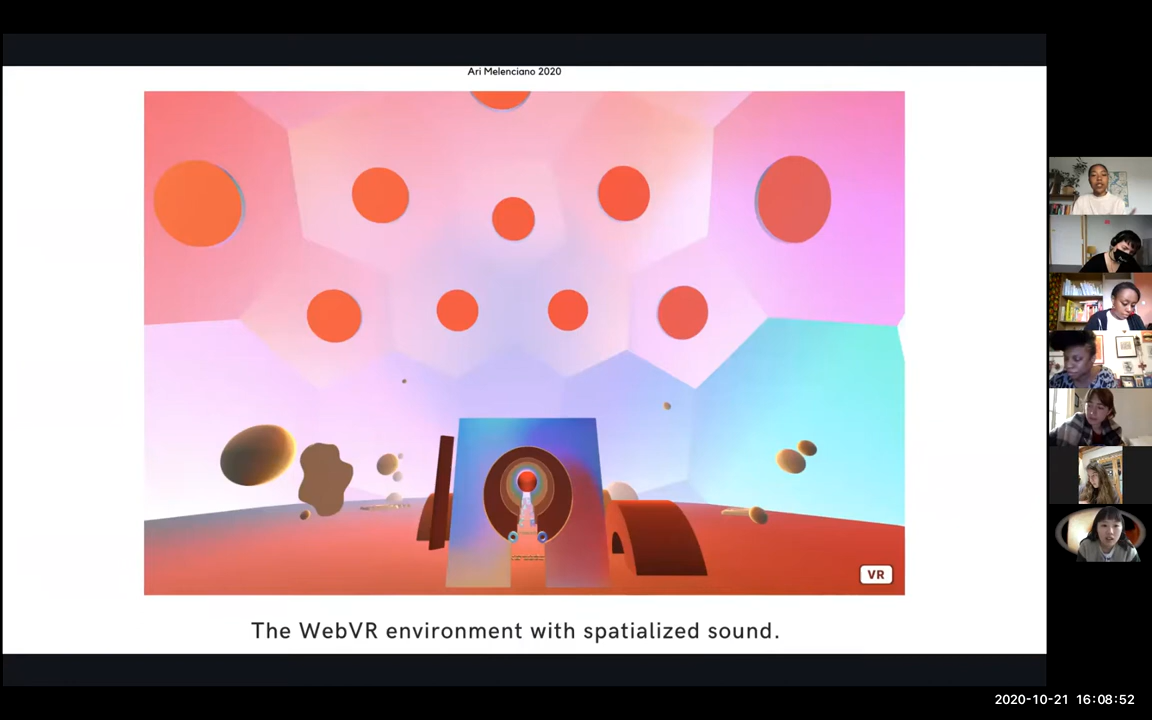 Ari Melenciano 2020
VR
The WebVR environment with spatialized sound.
2020-10-21 16:08:52